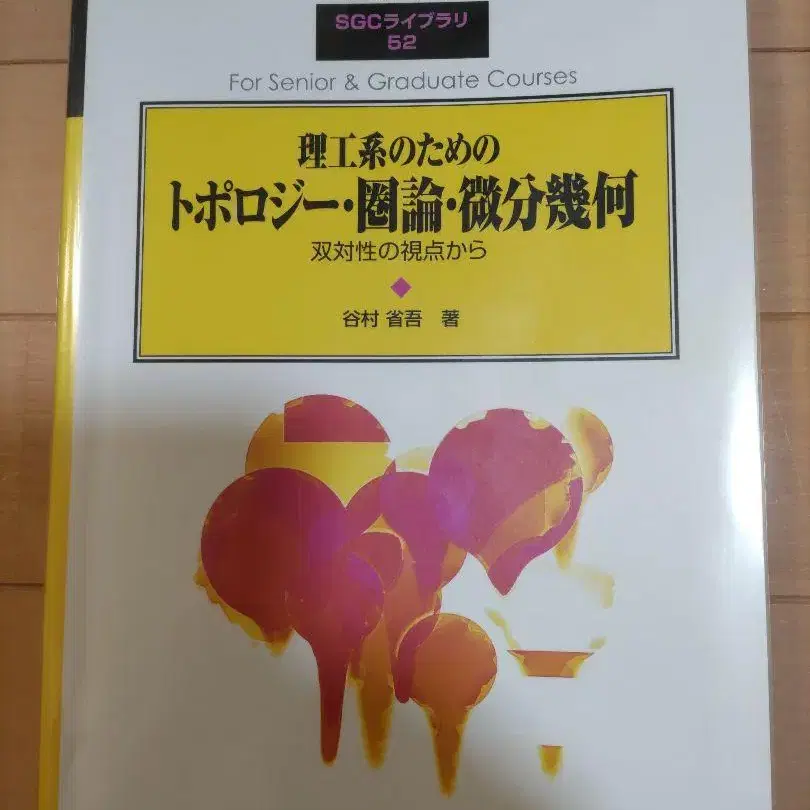 SGCライブラリ
52
For Senior & Graduate Courses
理工系のための
トポロジー・圏論・微分幾何
双対性の視点から
谷村 省吾 著